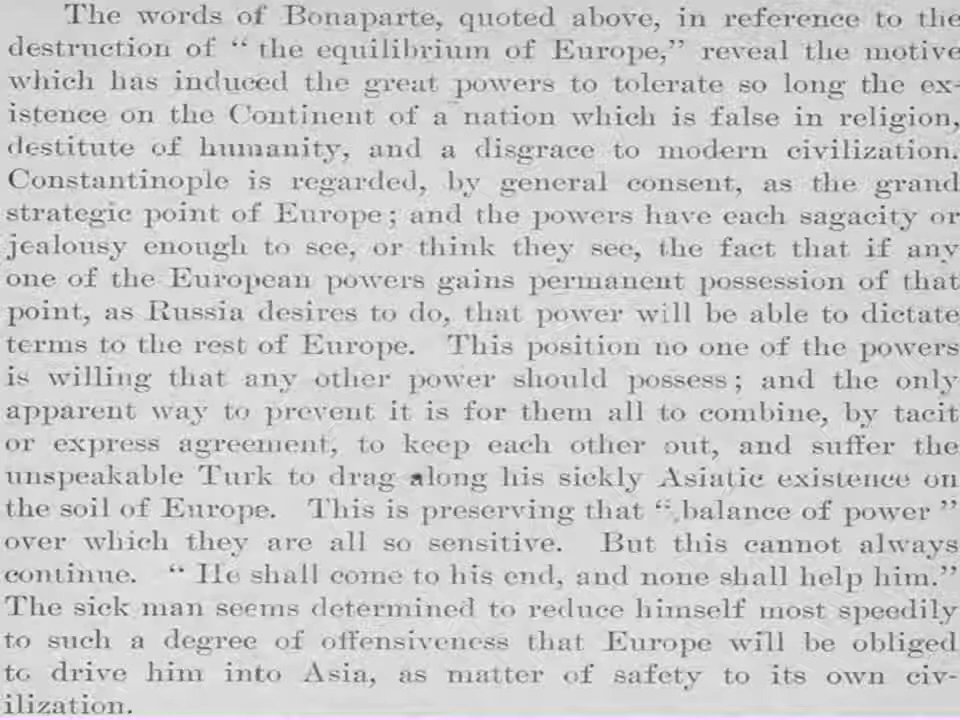 The words of Bonaparte, quoted above, in reference to the
destruction of “ the equilibrium of Europe,” reveal the motive
which has induced the great powers to tolerate so long the ex-
istence on the Continent of a nation which is false in religion,
destitute of humanity, and a disgrace to modern civilization.
Constantinople is regarded, by general consent, as the grand
strategic point of Europe; and the powers have each sagacity or
jealousy enough to see, or think they see, the fact that if any
one of the European powers gains permanent possession of that
point, as Russia desires to do, that power will be able to dictate
terms to the rest of Europe. This position no one of the powers
is willing that any other power should possess; and the only
apparent way to prevent it is for them all to combine, by tacit
or express agreement, to keep each other out, and suffer the
unspeakable Turk to drag along his sickly Asiatic existence on
the soil of Europe. This is preserving that “ balance of power ”
over which they are all so sensitive. But this cannot always
continue. “ He shall come to his end, and none shall help him.”
The sick man seems determined to reduce himself most speedily
to such a degree of offensiveness that Europe will be obliged
to drive him into Asia, as matter of safety to its own civ-
ilization.